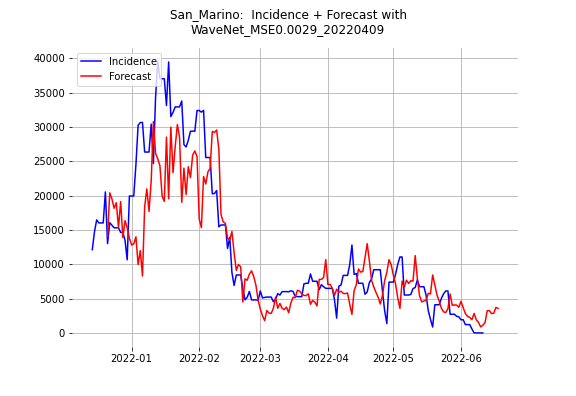 San_Marino:  Incidence + Forecast with
WaveNet_MSE0.0029_20220409
Incidence
Forecast
40000
35000
30000
25000
20000
15000
10000
5000
0
2022-01 2022-02 2022-03 2022-04 2022-05 2022-06